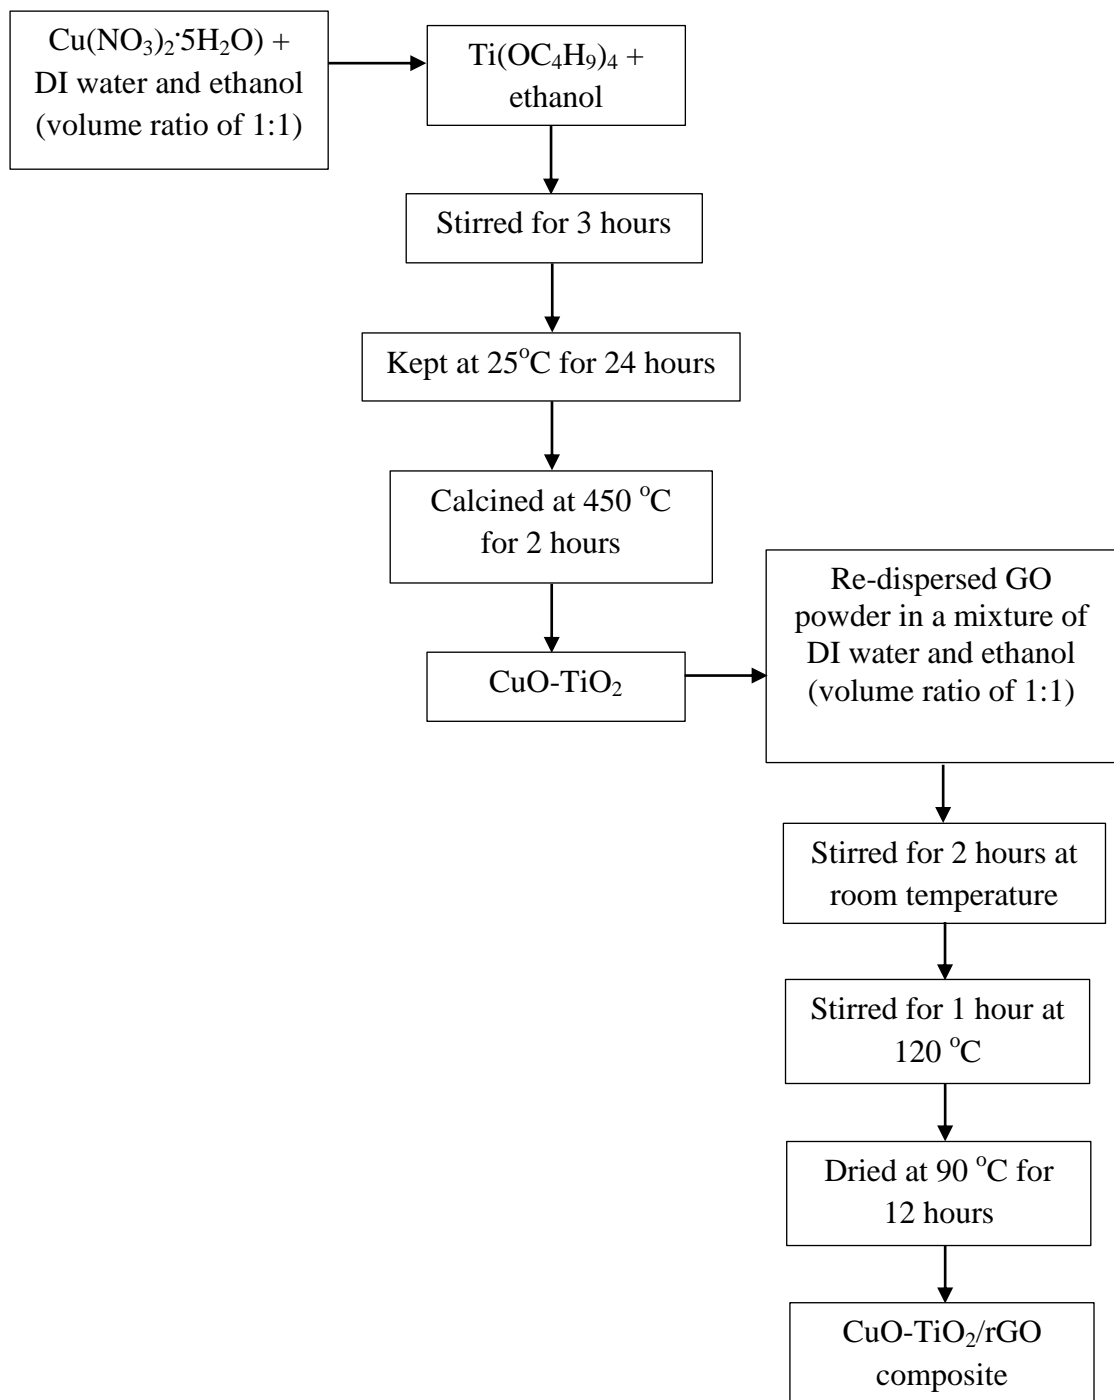 Cu(NO₃)₂·5H₂O) +
DI water and ethanol
(volume ratio of 1:1)
Ti(OC₄H₉)₄ +
ethanol
Stirred for 3 hours
Kept at 25°C for 24 hours
Calcined at 450 °C
for 2 hours
CuO-TiO₂
Re-dispersed GO
powder in a mixture of
DI water and ethanol
(volume ratio of 1:1)
Stirred for 2 hours at
room temperature
Stirred for 1 hour at
120 °C
Dried at 90 °C for
12 hours
CuO-TiO₂/rGO
composite